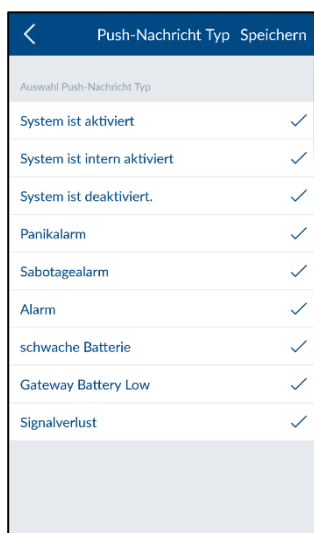 Push-Nachricht Typ Speichern
Auswahl Push-Nachricht Typ
System ist aktiviert
System ist intern aktiviert
System ist deaktiviert.
Panikalarm
Sabotagealarm
Alarm
schwache Batterie
Gateway Battery Low
Signalverlust